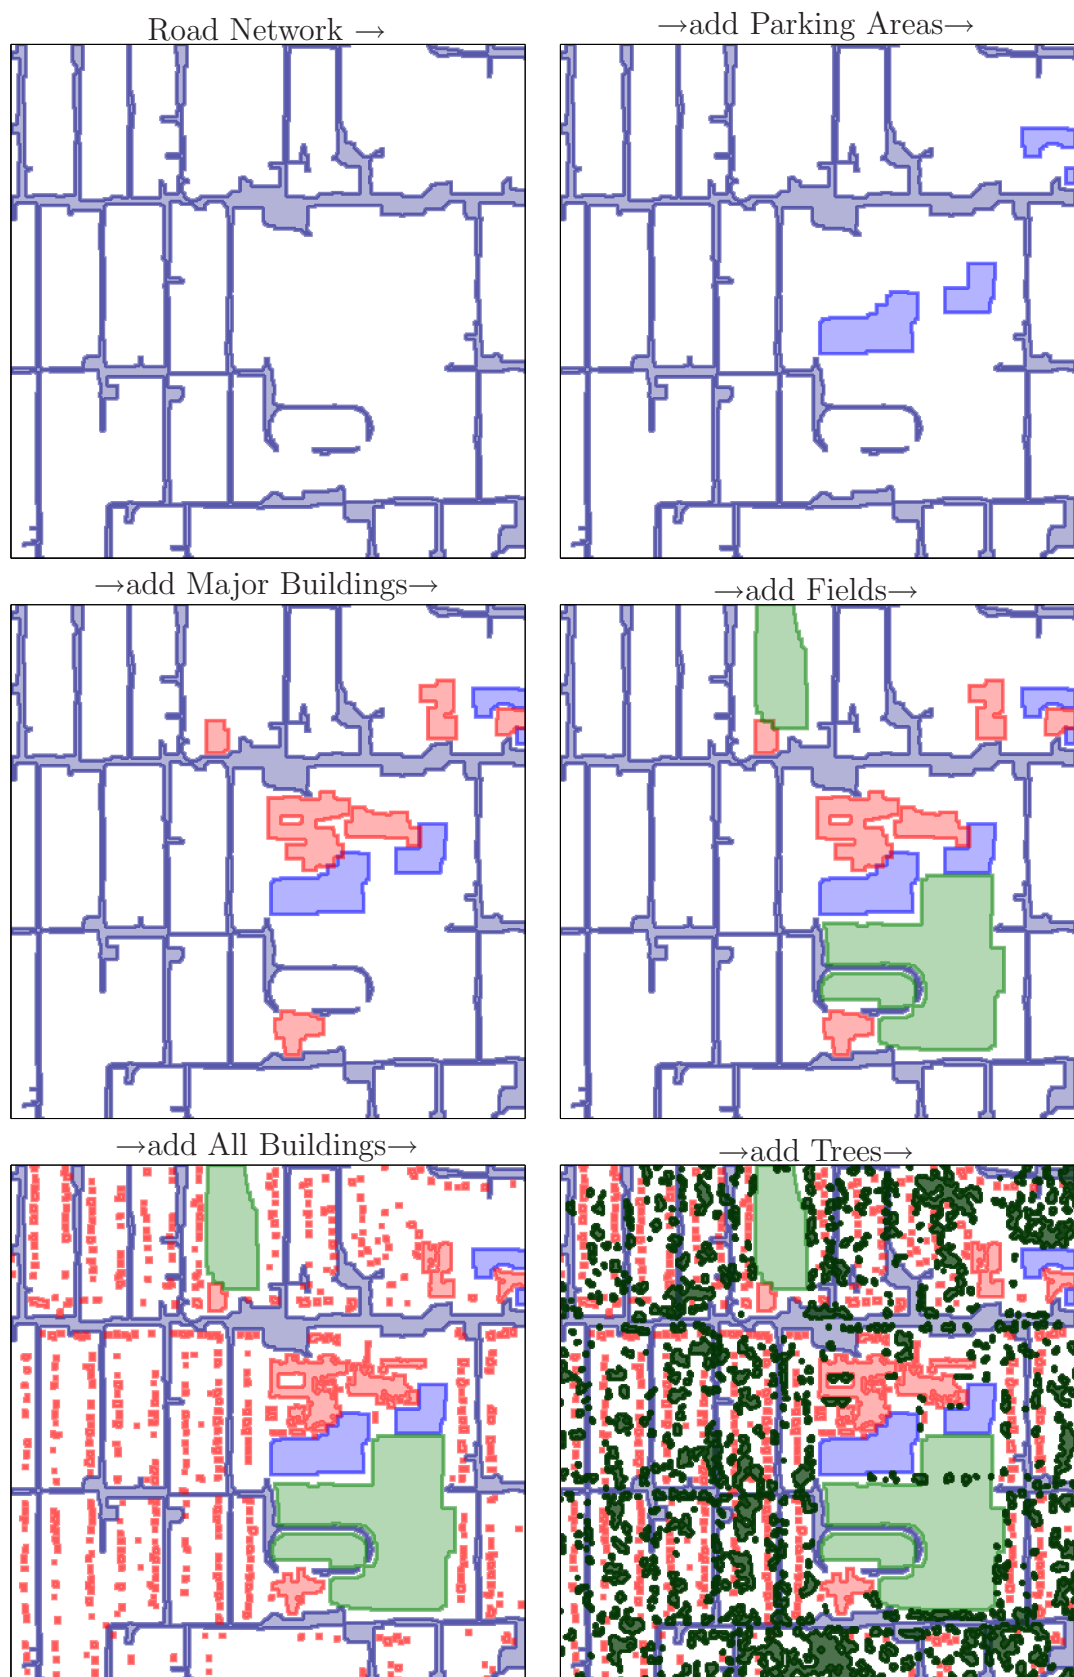 Road Network →
→add Parking Areas→
→add Major Buildings→
→add Fields→
→add All Buildings→
→add Trees→